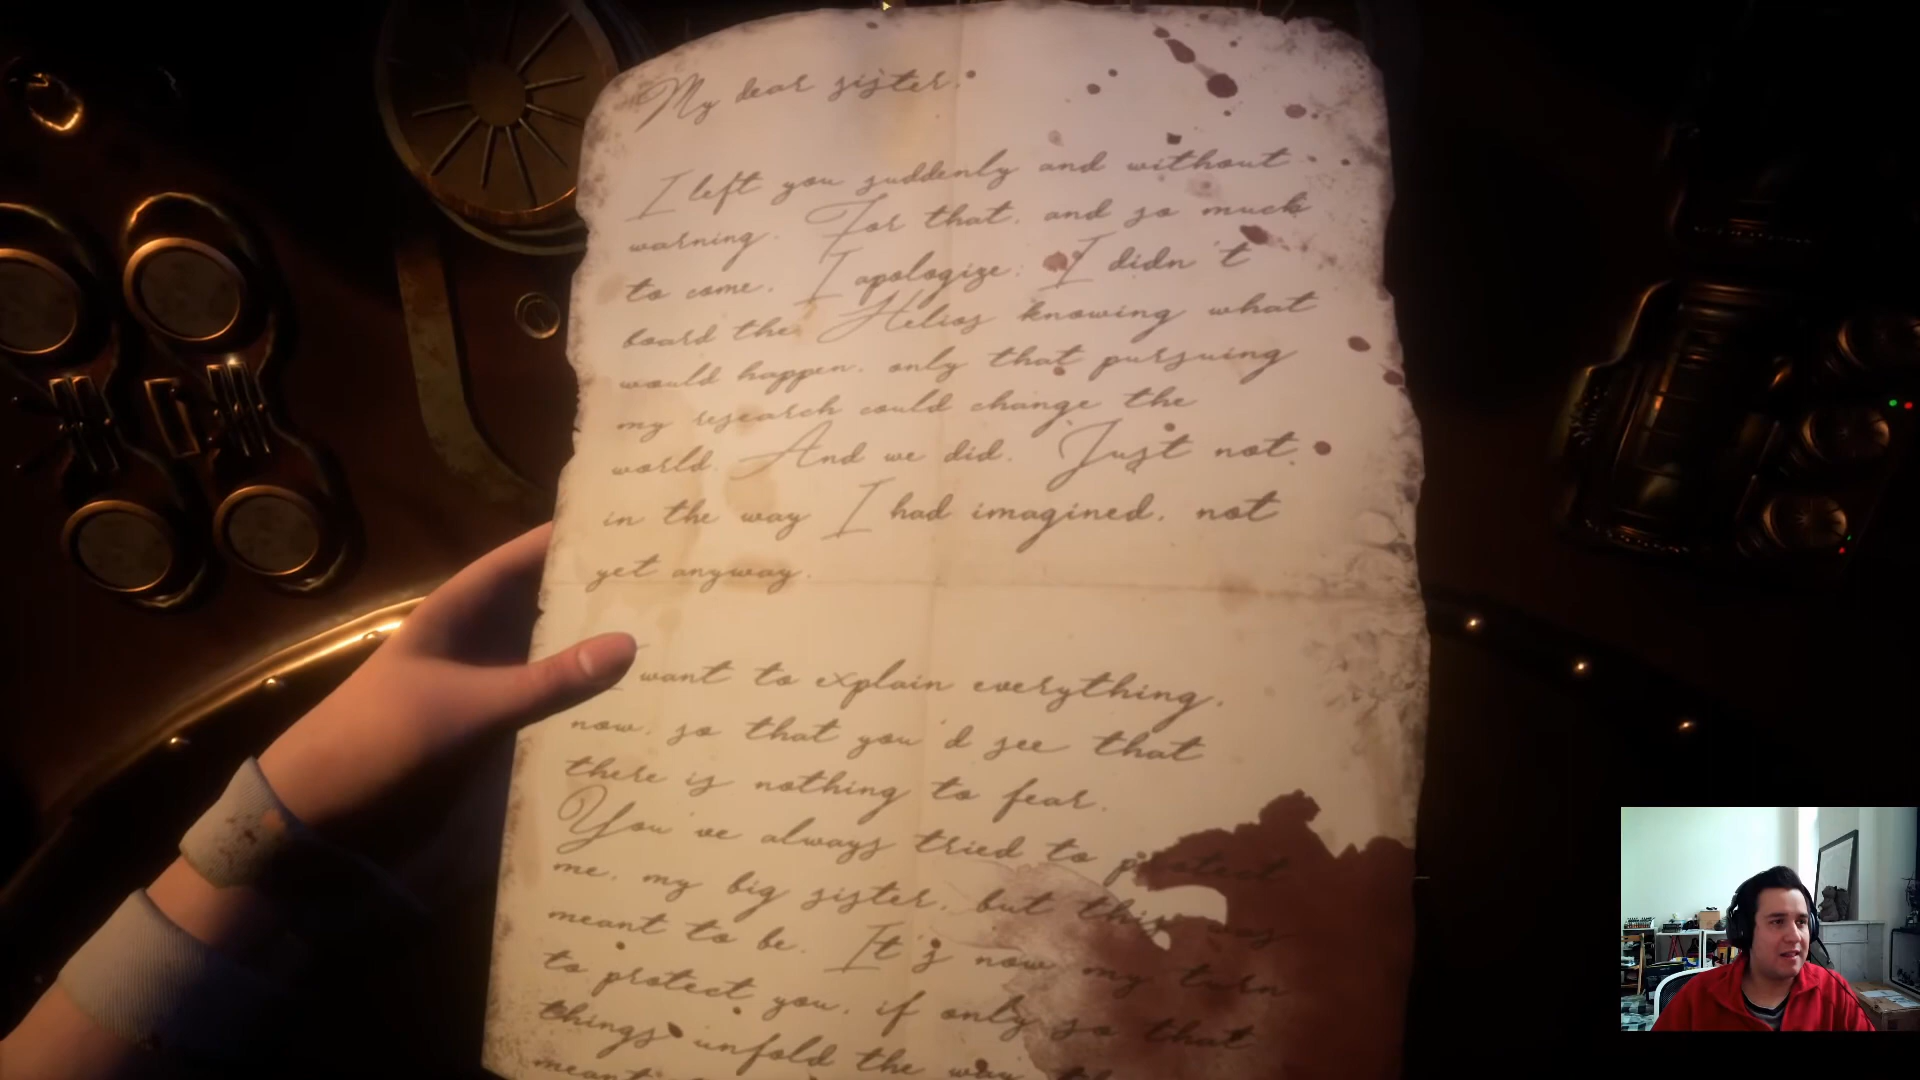 My dear sister,
I left you suddenly and without
warning. For that, and so much
to come, I apologize. I didn't
board the Helios knowing what
would happen, only that pursuing
my research could change the
world. And we did. Just not
in the way I had imagined, not
yet anyway.
I want to explain everything,
now, so that you'd see that
there is nothing to fear.
You've always tried to protect
me, my big sister, but this was
meant to be. It's now my turn
to protect you, if only so that
things unfold the way
meant